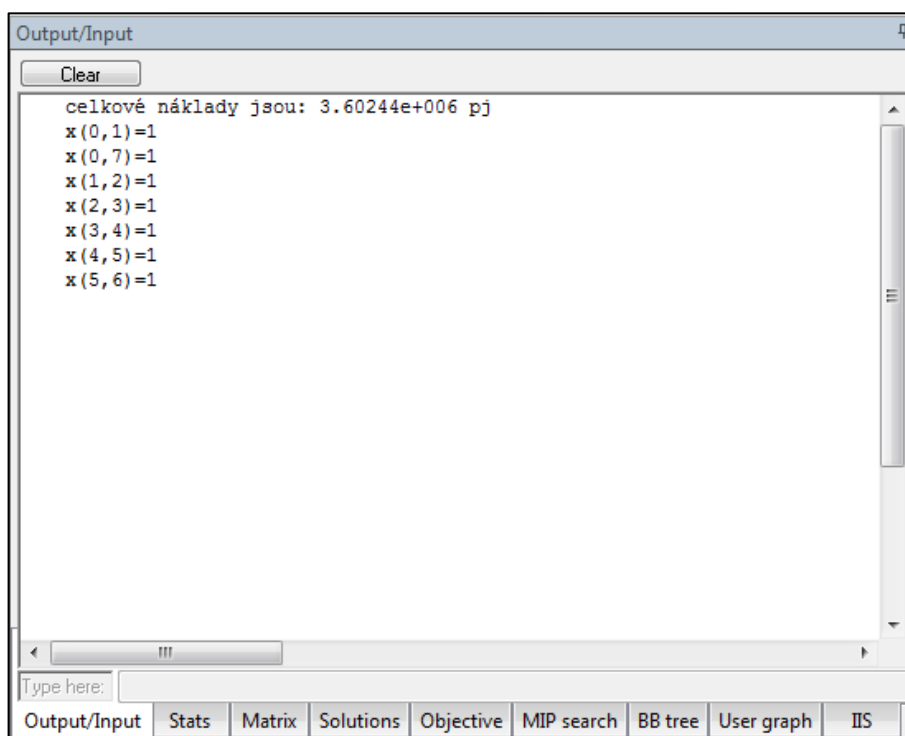 Output/Input
Clear
celkové náklady jsou: 3.60244e+006 pj
x(0,1)=1
x(0,7)=1
x(1,2)=1
x(2,3)=1
x(3,4)=1
x(4,5)=1
x(5,6)=1
Type here:
Output/Input Stats Matrix Solutions Objective MIP search BB tree User graph IIS